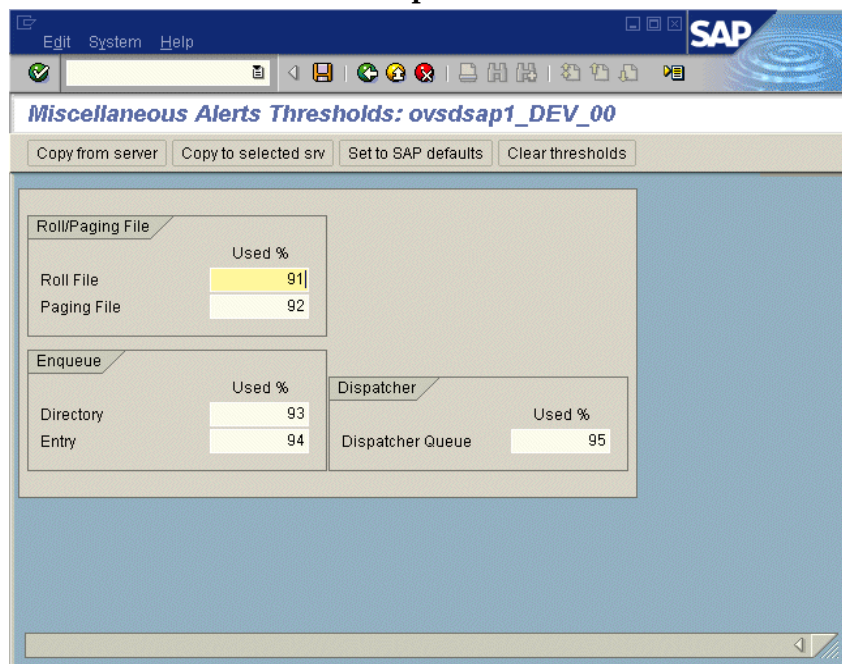 Edit System Help
SAP
Miscellaneous Alerts Thresholds: ovsdsap1_DEV_00
Copy from server Copy to selected srv Set to SAP defaults Clear thresholds
Roll/Paging File
Used %
Roll File 91
Paging File 92
Enqueue
Used %
Directory 93
Entry 94
Dispatcher
Used %
Dispatcher Queue 95